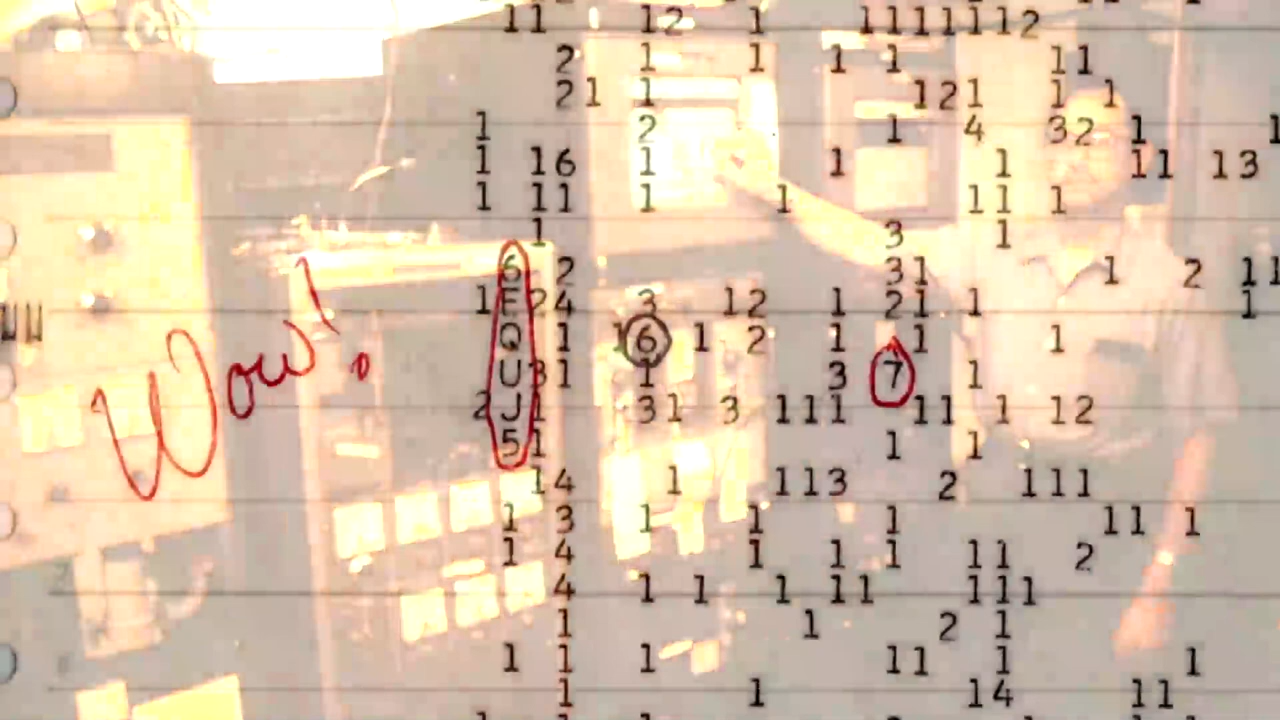 11 12 1 1111112
2 1 1 1 1 11
21 1 121 1 1
1 2 1 4 32 1 1
1 16 1 1 1 11 13
1 11 1 1 11 1
1 3 1
6 2 31 1 2 11
1E24 3 12 1 21 1 1
Q 1 16 1 2 1 1 1
U31 1 3 7 1
2J1 31 3 111 11 1 12
51 1 1
14 1 113 2 111
1 3 1 1 1 11 1
1 4 1 1 1 11 2
4 1 1 1 11 111
1 1 2 1
1 1 1 11 1 1
1 1 14 11
Wow!